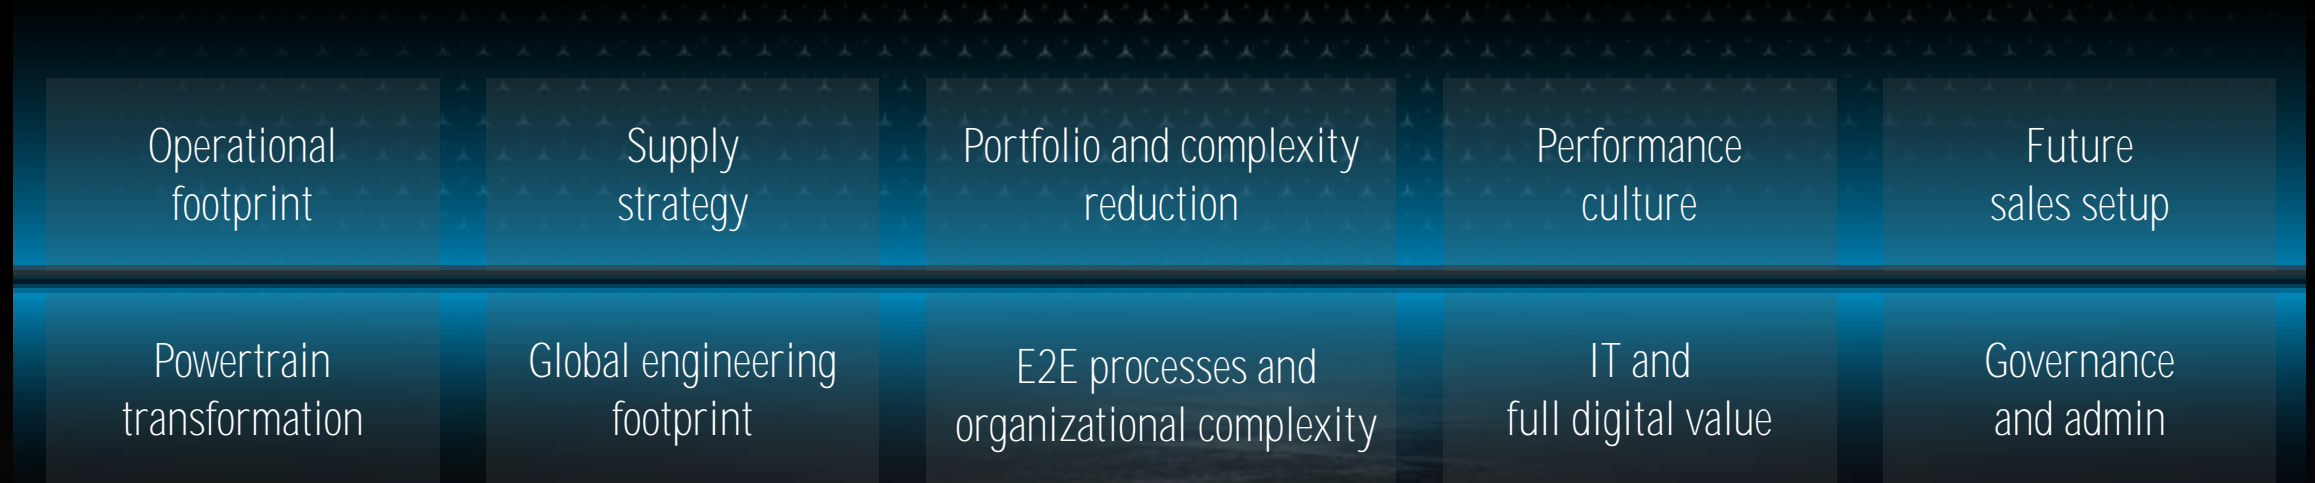 Operational
footprint
Supply
strategy
Portfolio and complexity
reduction
Performance
culture
Future
sales setup
Powertrain
transformation
Global engineering
footprint
E2E processes and
organizational complexity
IT and
full digital value
Governance
and admin